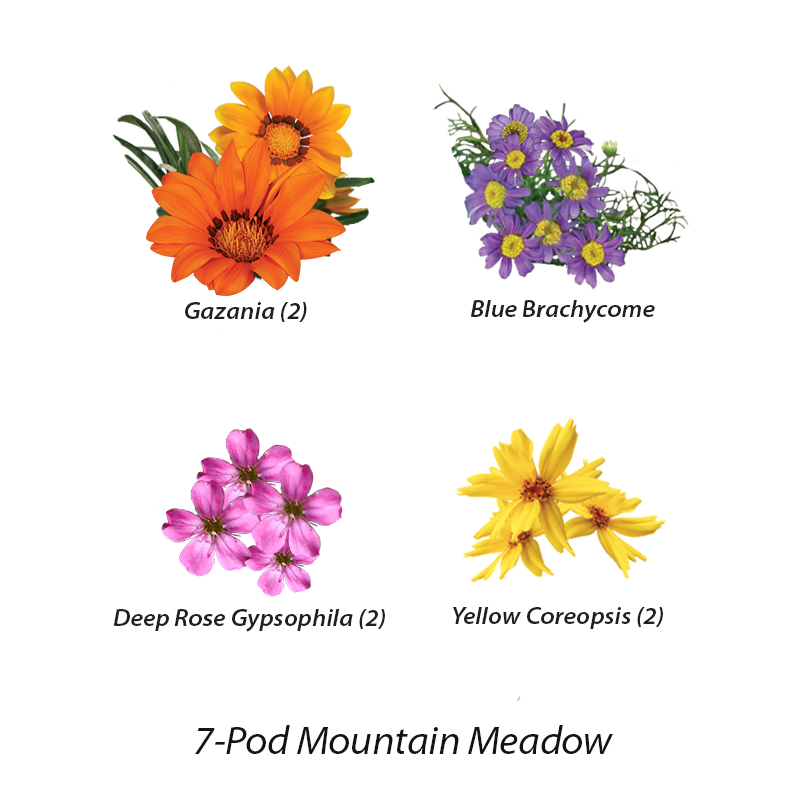 Gazania (2)
Blue Brachycome
Deep Rose Gypsophila (2)
Yellow Coreopsis (2)
7-Pod Mountain Meadow